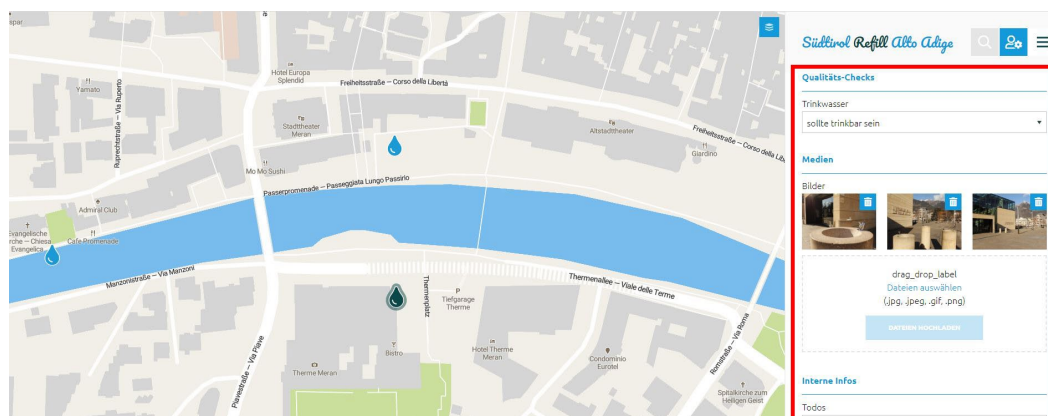 spar
Yamato
Ruprechtstraße – Via Ruperto
Hotel Europa
Splendid
Freiheitsstraße – Corso della Libertà
Stadttheater
Meran
Altstadttheater
Freiheitsstraße – Corso della Lib
Giardino
Mo Mo Sushi
Passerpromenade – Passeggiata Lungo Passirio
Admiral Club
Evangelische
rche – Chiesa
Evangelica
Cafe Promenade
Manzonistraße – Via Manzoni
Thermenallee – Viale delle Terme
Thermenplatz
P
Tiefgarage
Therme
Piavestraße – Via Piave
Therme Meran
Bistro
Hotel Therme
Meran
Condominio
Eurotel
Romstraße – Via Roma
Spitalkirche zum
Heiligen Geist
Südtirol Refill Alto Adige
Qualitäts-Checks
Trinkwasser
sollte trinkbar sein
Medien
Bilder
drag_drop_label
Dateien auswählen
(.jpg, .jpeg, .gif, .png)
DATEIEN HOCHLADEN
Interne Infos
Todos